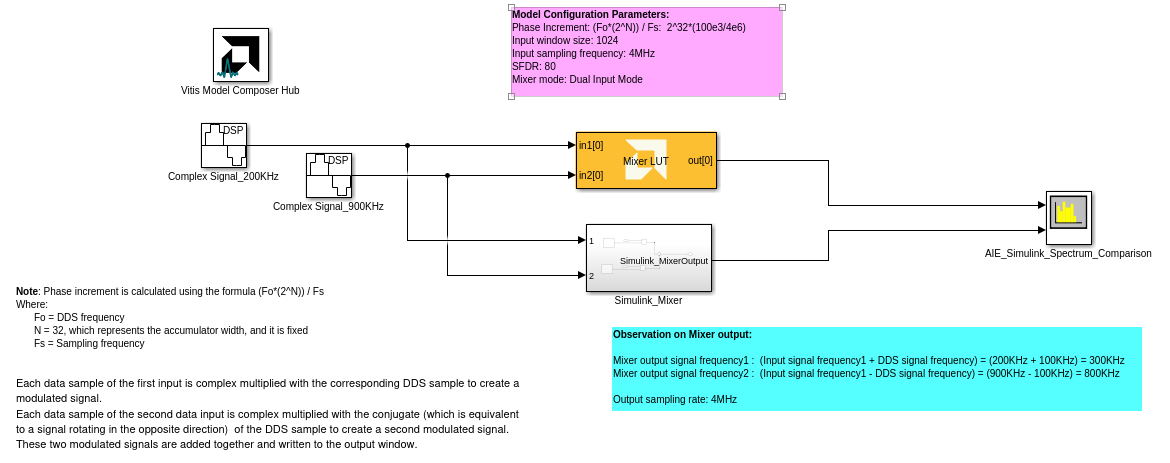 Model Configuration Parameters:
Phase Increment: (Fo*(2^N)) / Fs:  2^32*(100e3/4e6)
Input window size: 1024
Input sampling frequency: 4MHz
SFDR: 80
Mixer mode: Dual Input Mode
Vitis Model Composer Hub
DSP
Complex Signal_200KHz
DSP
Complex Signal_900KHz
in1[0]
in2[0]
Mixer LUT
out[0]
1
2
Simulink_MixerOutput
Simulink_Mixer
AIE_Simulink_Spectrum_Comparison
Note: Phase increment is calculated using the formula (Fo*(2^N)) / Fs
Where:
Fo = DDS frequency
N = 32, which represents the accumulator width, and it is fixed
Fs = Sampling frequency
Observation on Mixer output:
Mixer output signal frequency1 :  (Input signal frequency1 + DDS signal frequency) = (200KHz + 100KHz) = 300KHz
Mixer output signal frequency2 :  (Input signal frequency1 - DDS signal frequency) = (900KHz - 100KHz) = 800KHz
Output sampling rate: 4MHz
Each data sample of the first input is complex multiplied with the corresponding DDS sample to create a
modulated signal.
Each data sample of the second data input is complex multiplied with the conjugate (which is equivalent
to a signal rotating in the opposite direction)  of the DDS sample to create a second modulated signal.
These two modulated signals are added together and written to the output window.